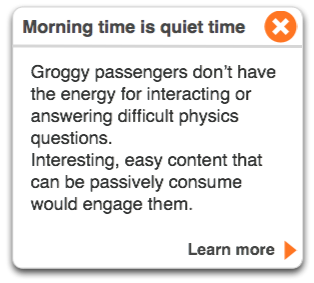 Morning time is quiet time
Groggy passengers don’t have
the energy for interacting or
answering difficult physics
questions.
Interesting, easy content that
can be passively consume
would engage them.
Learn more